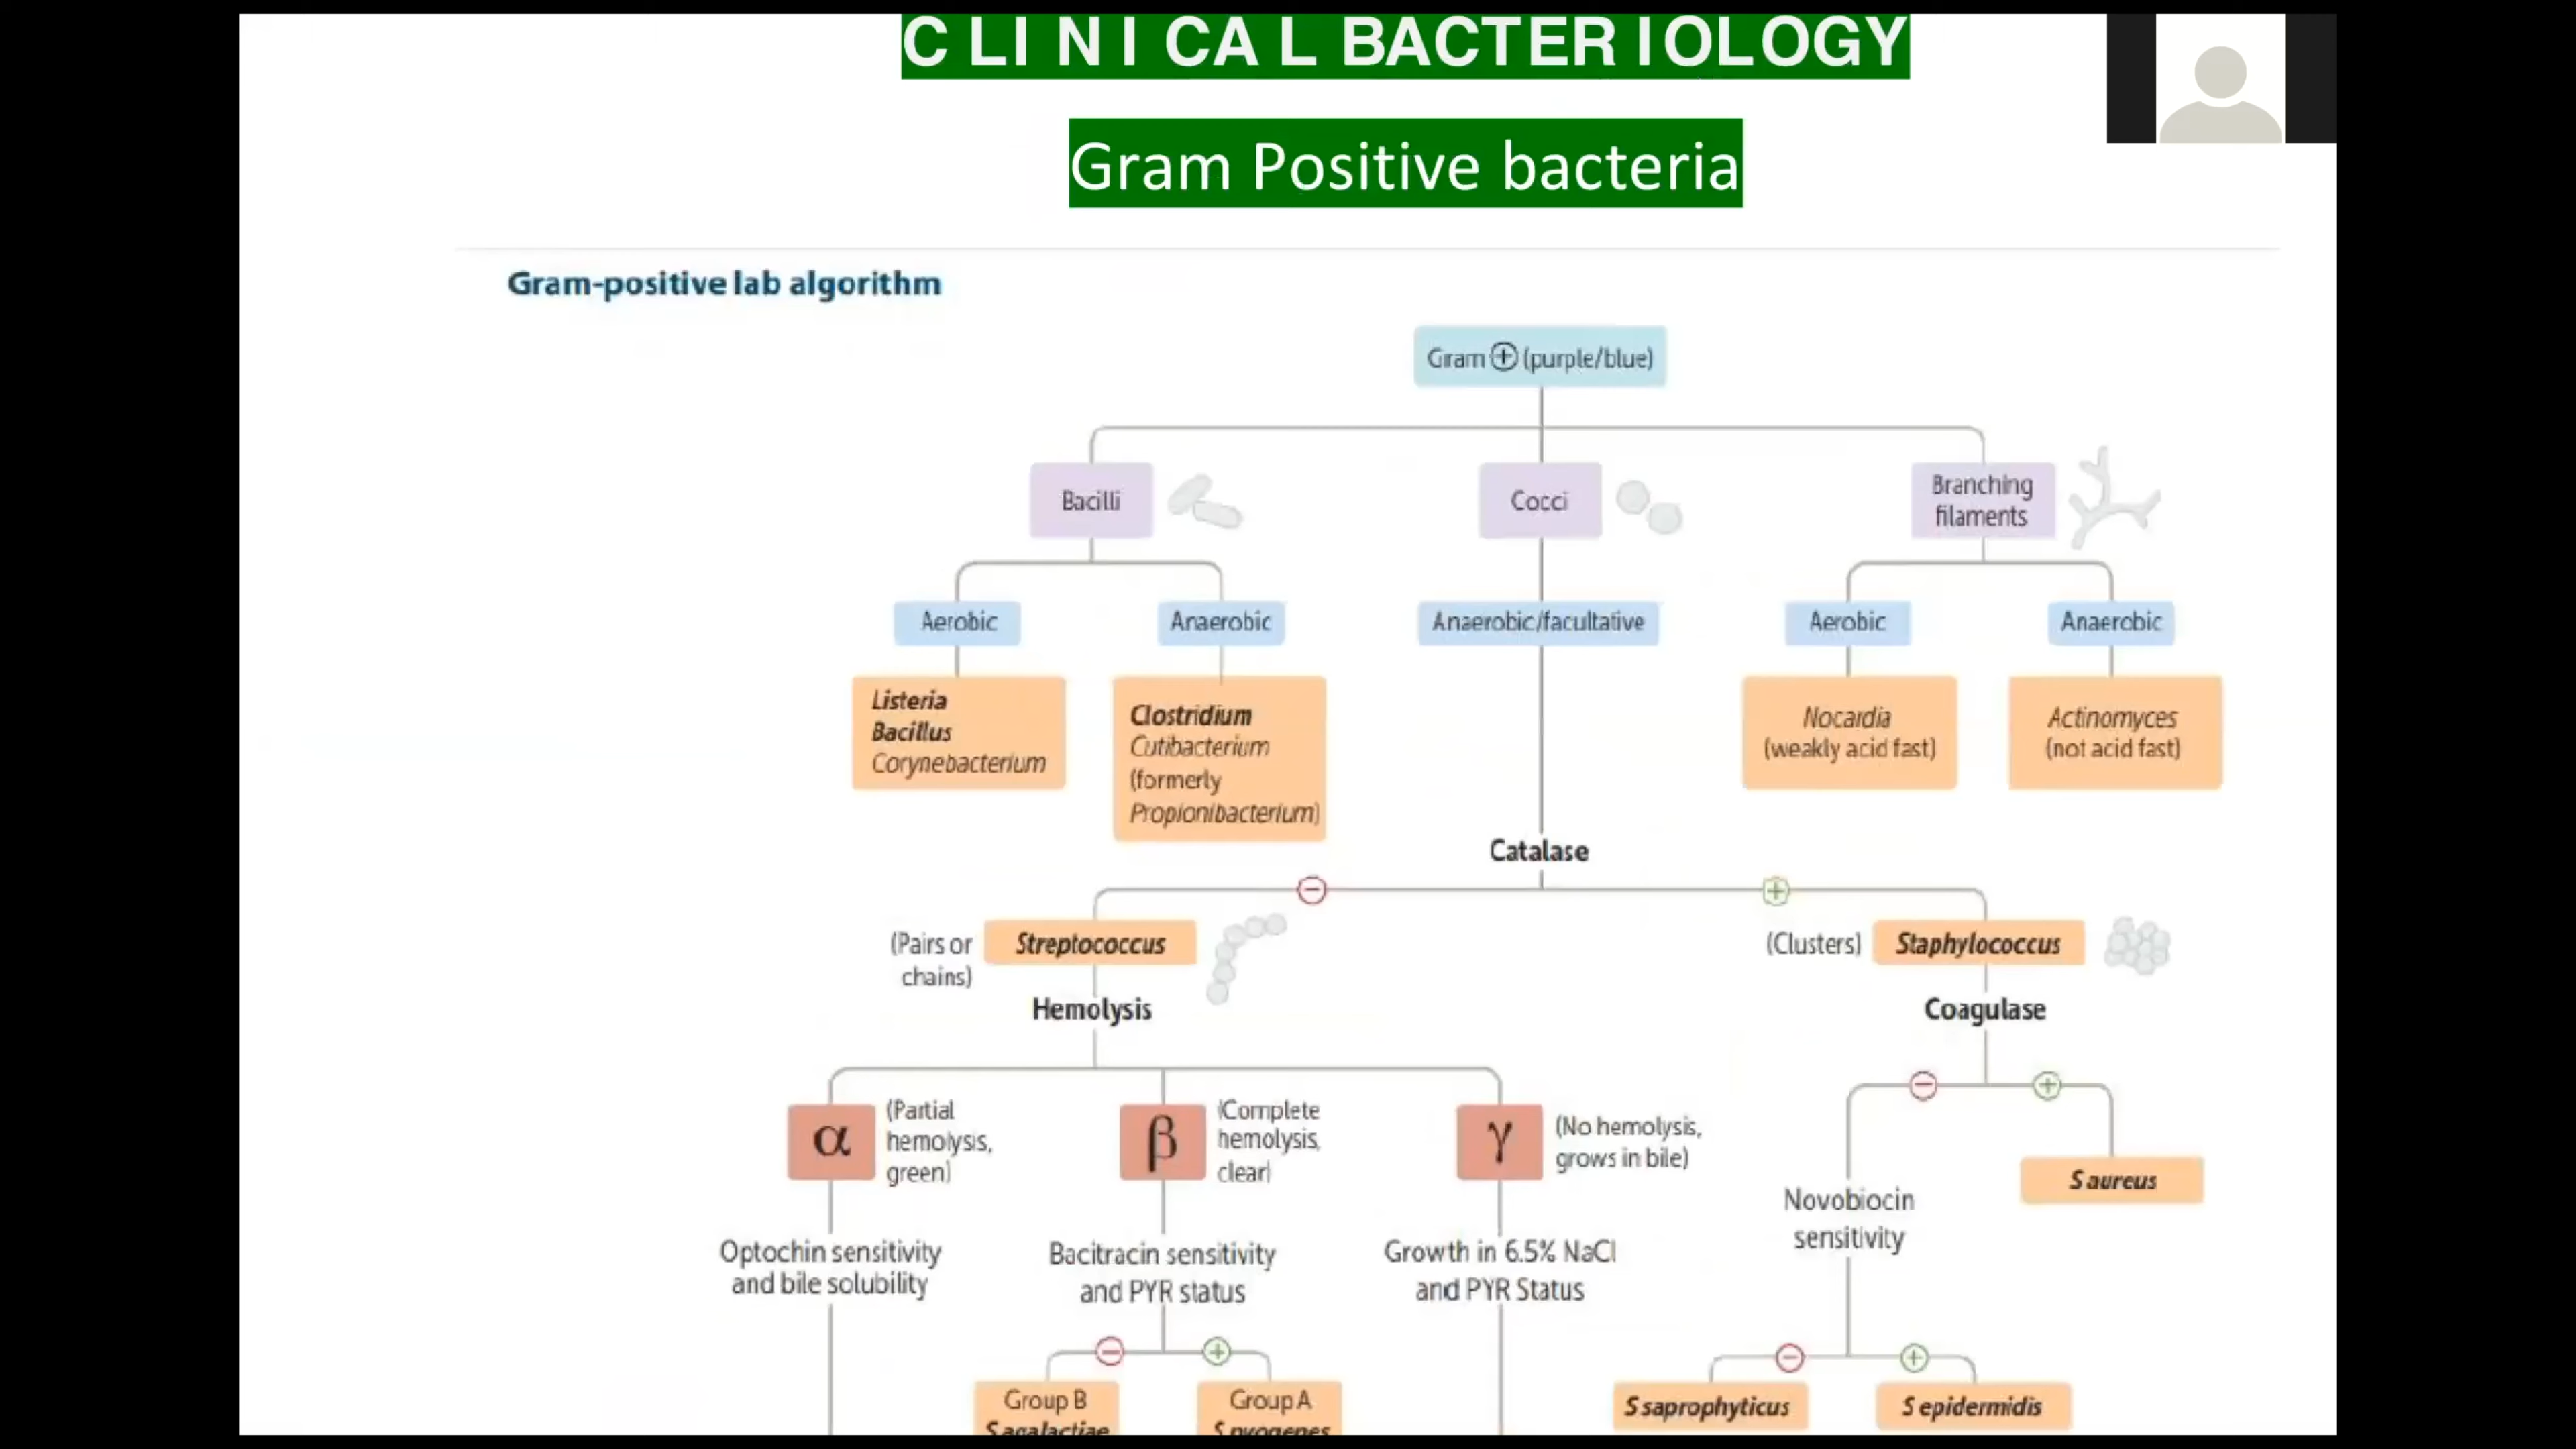 CLINICAL BACTERIOLOGY
Gram Positive bacteria
Gram-positive lab algorithm
Gram ⊕ (purple/blue)
Bacilli
Cocci
Branching
filaments
Aerobic
Anaerobic
Anaerobic/facultative
Aerobic
Anaerobic
Listeria
Bacillus
Corynebacterium
Clostridium
Cutibacterium
(formerly
Propionibacterium)
Nocardia
(weakly acid fast)
Actinomyces
(not acid fast)
Catalase
⊖
⊕
(Pairs or
chains)
Streptococcus
(Clusters)
Staphylococcus
Hemolysis
Coagulase
⊖
⊕
α
(Partial
hemolysis,
green)
β
(Complete
hemolysis,
clear)
γ
(No hemolysis,
grows in bile)
S aureus
Novobiocin
sensitivity
Optochin sensitivity
and bile solubility
Bacitracin sensitivity
and PYR status
Growth in 6.5% NaCl
and PYR Status
⊖
⊕
⊖
⊕
Group B
S agalactiae
Group A
S pyogenes
S saprophyticus
S epidermidis